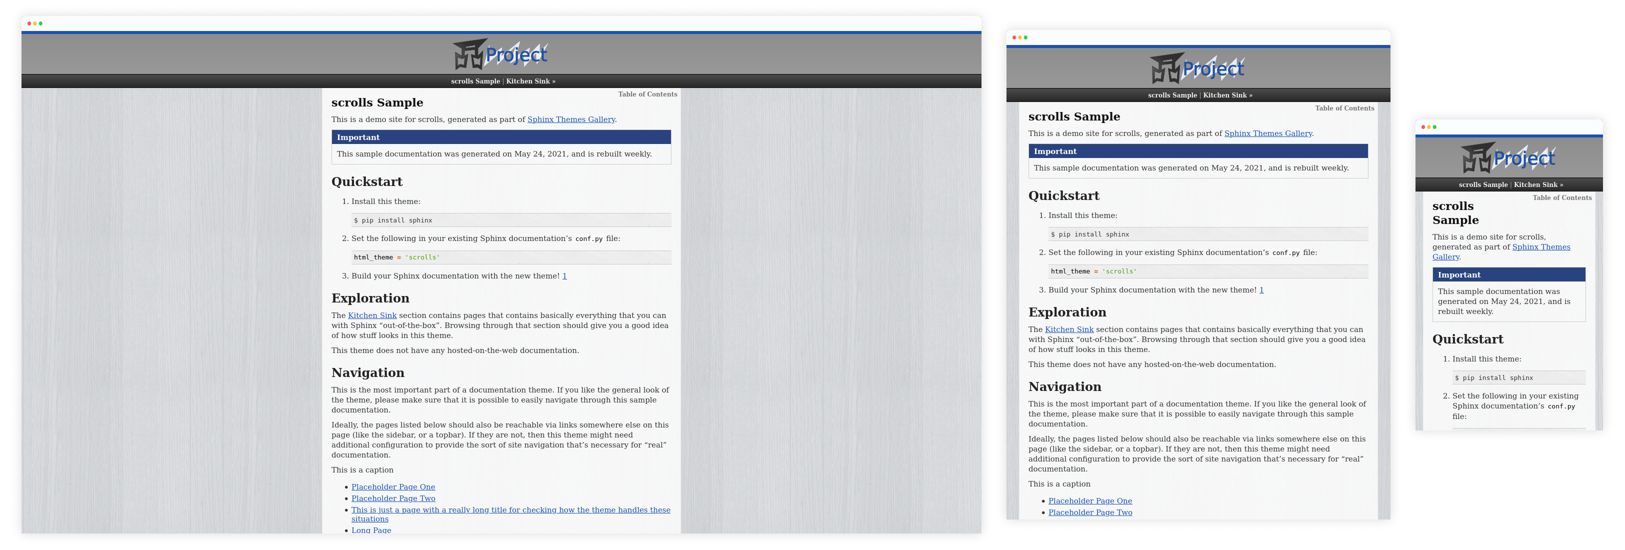 Project
scrolls Sample | Kitchen Sink »
Table of Contents
scrolls Sample
This is a demo site for scrolls, generated as part of Sphinx Themes Gallery.
Important
This sample documentation was generated on May 24, 2021, and is rebuilt weekly.
Quickstart
1. Install this theme:
$ pip install sphinx
2. Set the following in your existing Sphinx documentation’s conf.py file:
html_theme = 'scrolls'
3. Build your Sphinx documentation with the new theme! 1
Exploration
The Kitchen Sink section contains pages that contains basically everything that you can
with Sphinx “out-of-the-box”. Browsing through that section should give you a good idea
of how stuff looks in this theme.
This theme does not have any hosted-on-the-web documentation.
Navigation
This is the most important part of a documentation theme. If you like the general look of
the theme, please make sure that it is possible to easily navigate through this sample
documentation.
Ideally, the pages listed below should also be reachable via links somewhere else on this
page (like the sidebar, or a topbar). If they are not, then this theme might need
additional configuration to provide the sort of site navigation that’s necessary for “real”
documentation.
This is a caption
• Placeholder Page One
• Placeholder Page Two
• This is just a page with a really long title for checking how the theme handles these
situations
• Long Page
Project
scrolls Sample | Kitchen Sink »
Table of Contents
scrolls Sample
This is a demo site for scrolls, generated as part of Sphinx Themes Gallery.
Important
This sample documentation was generated on May 24, 2021, and is rebuilt weekly.
Quickstart
1. Install this theme:
$ pip install sphinx
2. Set the following in your existing Sphinx documentation’s conf.py file:
html_theme = 'scrolls'
3. Build your Sphinx documentation with the new theme! 1
Exploration
The Kitchen Sink section contains pages that contains basically everything that you can
with Sphinx “out-of-the-box”. Browsing through that section should give you a good idea
of how stuff looks in this theme.
This theme does not have any hosted-on-the-web documentation.
Navigation
This is the most important part of a documentation theme. If you like the general look of
the theme, please make sure that it is possible to easily navigate through this sample
documentation.
Ideally, the pages listed below should also be reachable via links somewhere else on this
page (like the sidebar, or a topbar). If they are not, then this theme might need
additional configuration to provide the sort of site navigation that’s necessary for “real”
documentation.
This is a caption
• Placeholder Page One
• Placeholder Page Two
Project
scrolls Sample | Kitchen Sink »
Table of Contents
scrolls
Sample
This is a demo site for scrolls,
generated as part of Sphinx Themes
Gallery.
Important
This sample documentation was
generated on May 24, 2021, and is
rebuilt weekly.
Quickstart
1. Install this theme:
$ pip install sphinx
2. Set the following in your existing
Sphinx documentation’s conf.py
file: